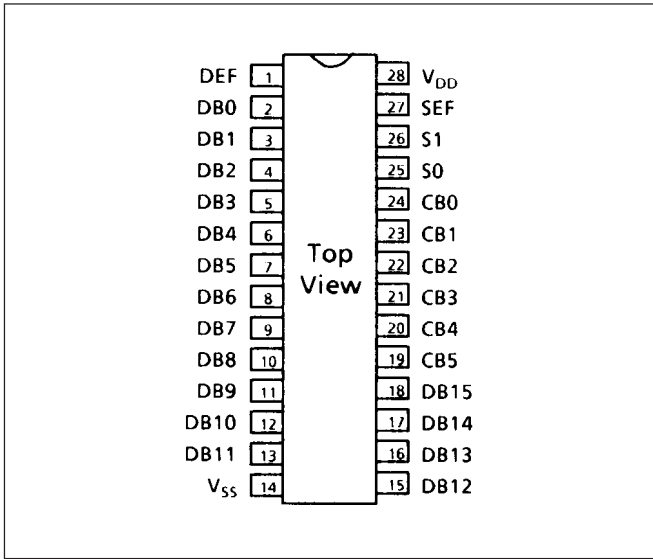 DEF 1 28 V_DD
DB0 2 27 SEF
DB1 3 26 S1
DB2 4 25 S0
DB3 5 24 CB0
DB4 6 23 CB1
DB5 7 22 CB2
DB6 8 21 CB3
DB7 9 20 CB4
DB8 10 19 CB5
DB9 11 18 DB15
DB10 12 17 DB14
DB11 13 16 DB13
V_SS 14 15 DB12
Top
View